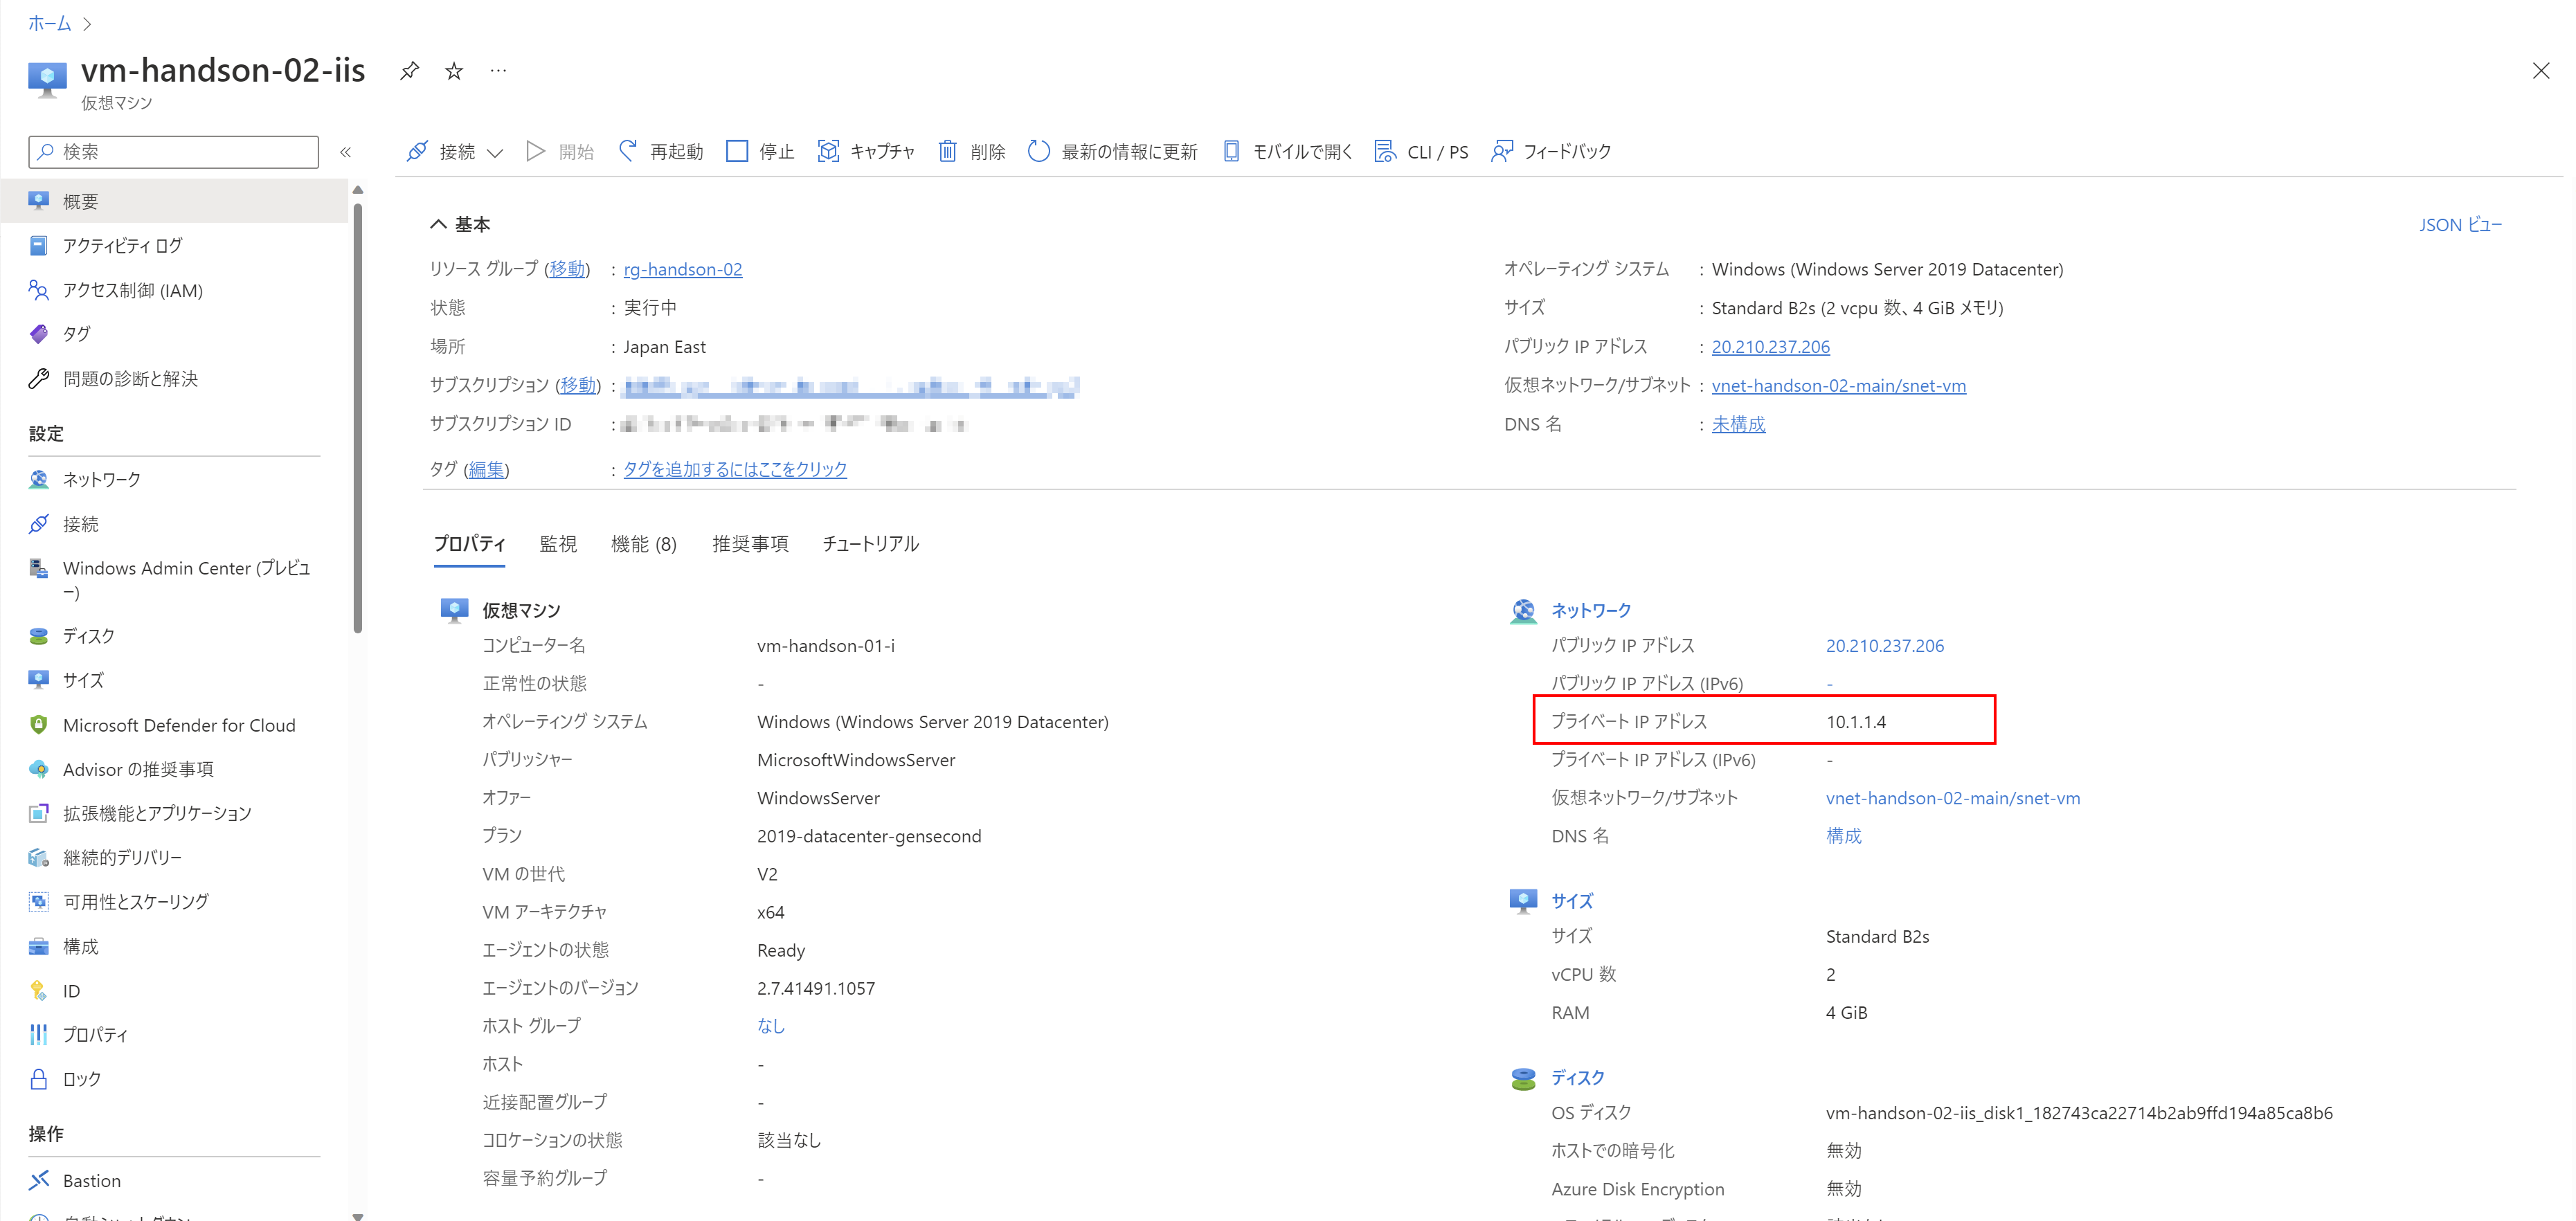 ホーム
vm-handson-02-iis
仮想マシン
検索
接続
開始
再起動
停止
キャプチャ
削除
最新の情報に更新
モバイルで開く
CLI / PS
フィードバック
概要
アクティビティ ログ
アクセス制御 (IAM)
タグ
問題の診断と解決
設定
ネットワーク
接続
Windows Admin Center (プレビュ
ー)
ディスク
サイズ
Microsoft Defender for Cloud
Advisor の推奨事項
拡張機能とアプリケーション
継続的デリバリー
可用性とスケーリング
構成
ID
プロパティ
ロック
操作
Bastion
基本
JSON ビュー
リソース グループ (移動) : rg-handson-02
状態 : 実行中
場所 : Japan East
サブスクリプション (移動) :
サブスクリプション ID :
タグ (編集) : タグを追加するにはここをクリック
オペレーティング システム : Windows (Windows Server 2019 Datacenter)
サイズ : Standard B2s (2 vcpu 数、4 GiB メモリ)
パブリック IP アドレス : 20.210.237.206
仮想ネットワーク/サブネット : vnet-handson-02-main/snet-vm
DNS 名 : 未構成
プロパティ 監視 機能 (8) 推奨事項 チュートリアル
仮想マシン
コンピューター名 vm-handson-01-i
正常性の状態 -
オペレーティング システム Windows (Windows Server 2019 Datacenter)
パブリッシャー MicrosoftWindowsServer
オファー WindowsServer
プラン 2019-datacenter-gensecond
VM の世代 V2
VM アーキテクチャ x64
エージェントの状態 Ready
エージェントのバージョン 2.7.41491.1057
ホスト グループ なし
ホスト -
近接配置グループ -
コロケーションの状態 該当なし
容量予約グループ -
ネットワーク
パブリック IP アドレス 20.210.237.206
パブリック IP アドレス (IPv6) -
プライベート IP アドレス 10.1.1.4
プライベート IP アドレス (IPv6) -
仮想ネットワーク/サブネット vnet-handson-02-main/snet-vm
DNS 名 構成
サイズ
サイズ Standard B2s
vCPU 数 2
RAM 4 GiB
ディスク
OS ディスク vm-handson-02-iis_disk1_182743ca22714b2ab9ffd194a85ca8b6
ホストでの暗号化 無効
Azure Disk Encryption 無効